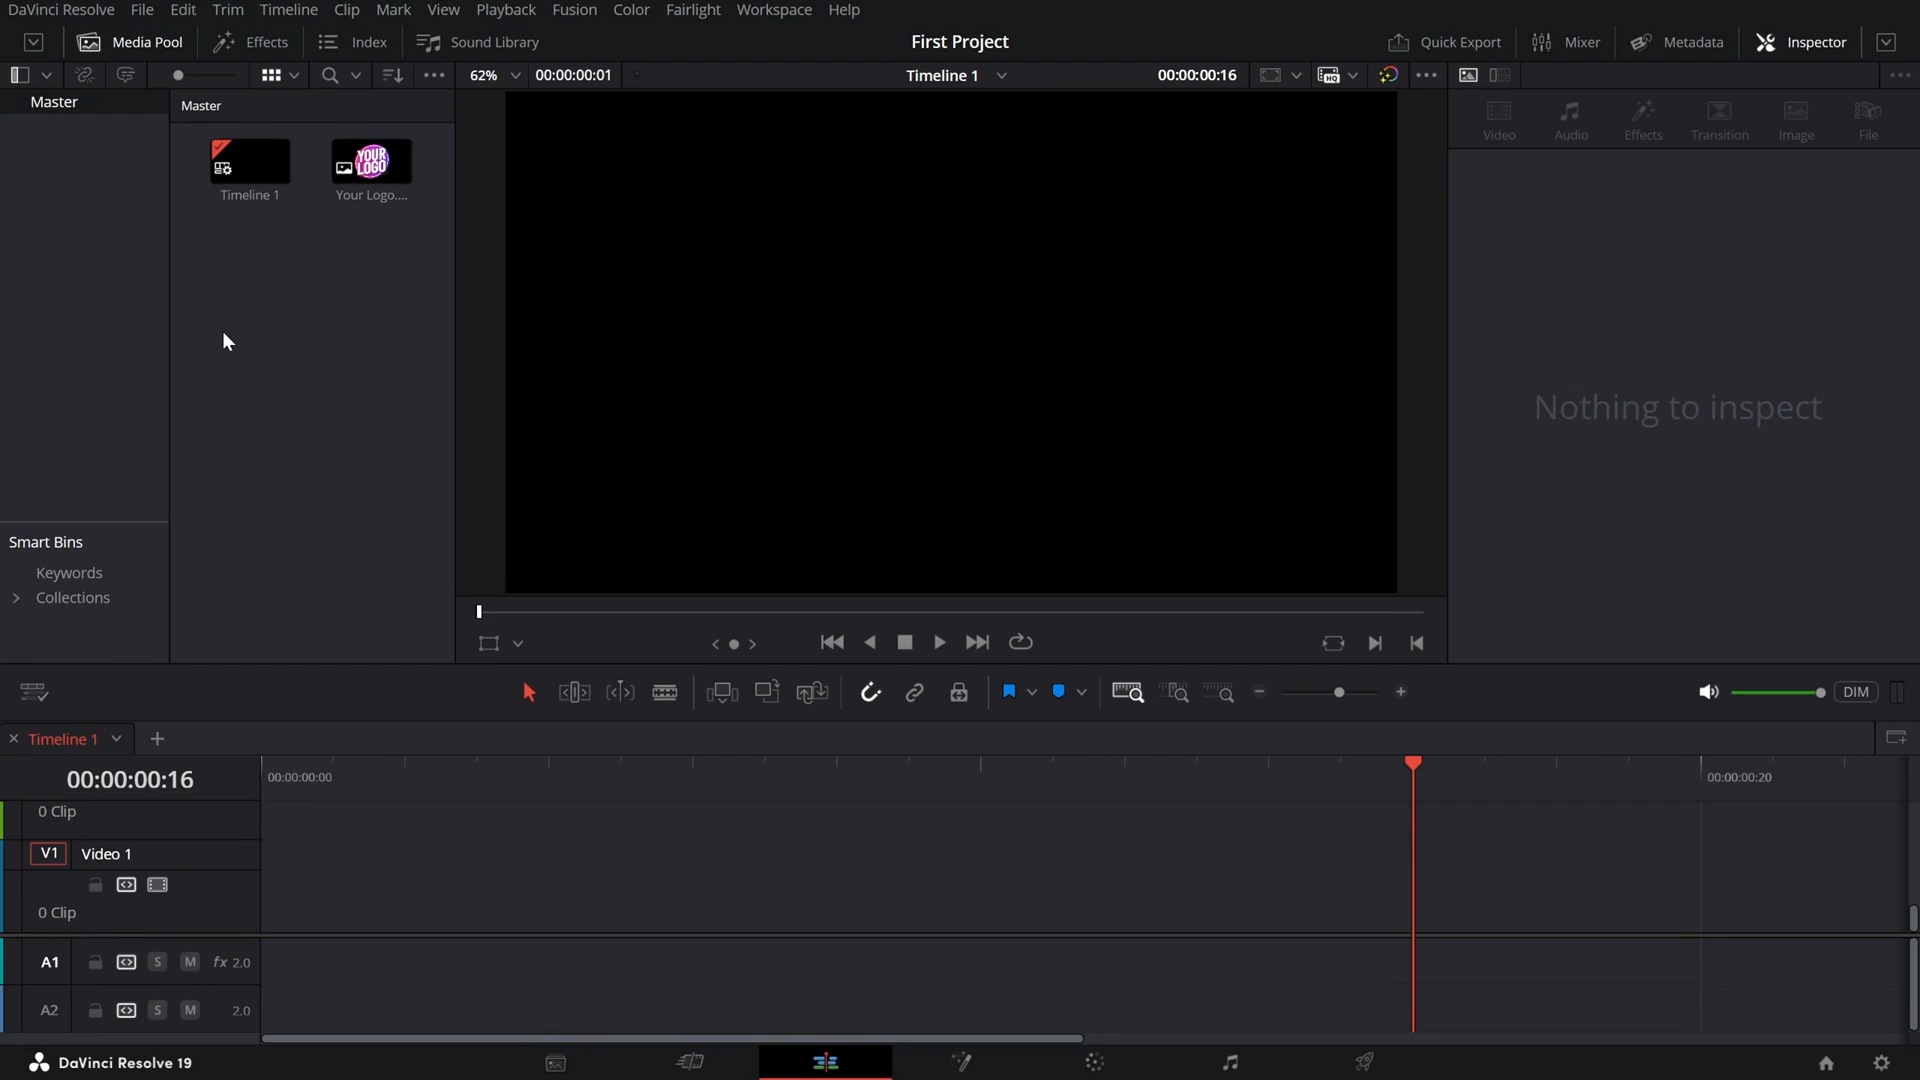 DaVinci Resolve File Edit Trim Timeline Clip Mark View Playback Fusion Color Fairlight Workspace Help
Media Pool Effects Index Sound Library First Project Quick Export Mixer Metadata Inspector
62% 00:00:00:01 Timeline 1 00:00:00:16 HQ
Master
Master
Video Audio Effects Transition Image File
YOUR LOGO
Timeline 1 Your Logo....
Nothing to inspect
Smart Bins
Keywords
Collections
DIM
Timeline 1
00:00:00:16 00:00:00:00 00:00:00:20
0 Clip
V1 Video 1
0 Clip
A1 S M fx 2.0
A2 S M 2.0
DaVinci Resolve 19